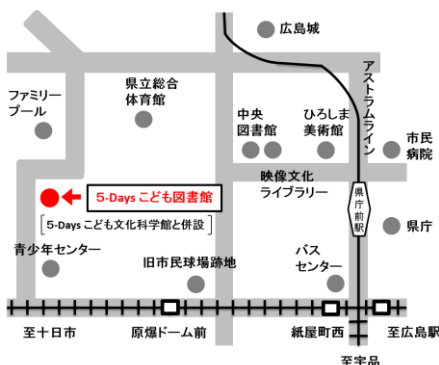 広島城
県立総合
体育館
ファミリー
プール
中央
図書館
ひろしま
美術館
アストラムライン
市民
病院
映像文化
ライブラリー
5-Days こども図書館
[5-Days こども文化科学館と併設]
県庁前駅
県庁
青少年センター
旧市民球場跡地
バス
センター
至十日市
原爆ドーム前
紙屋町西
至広島駅
至宇品